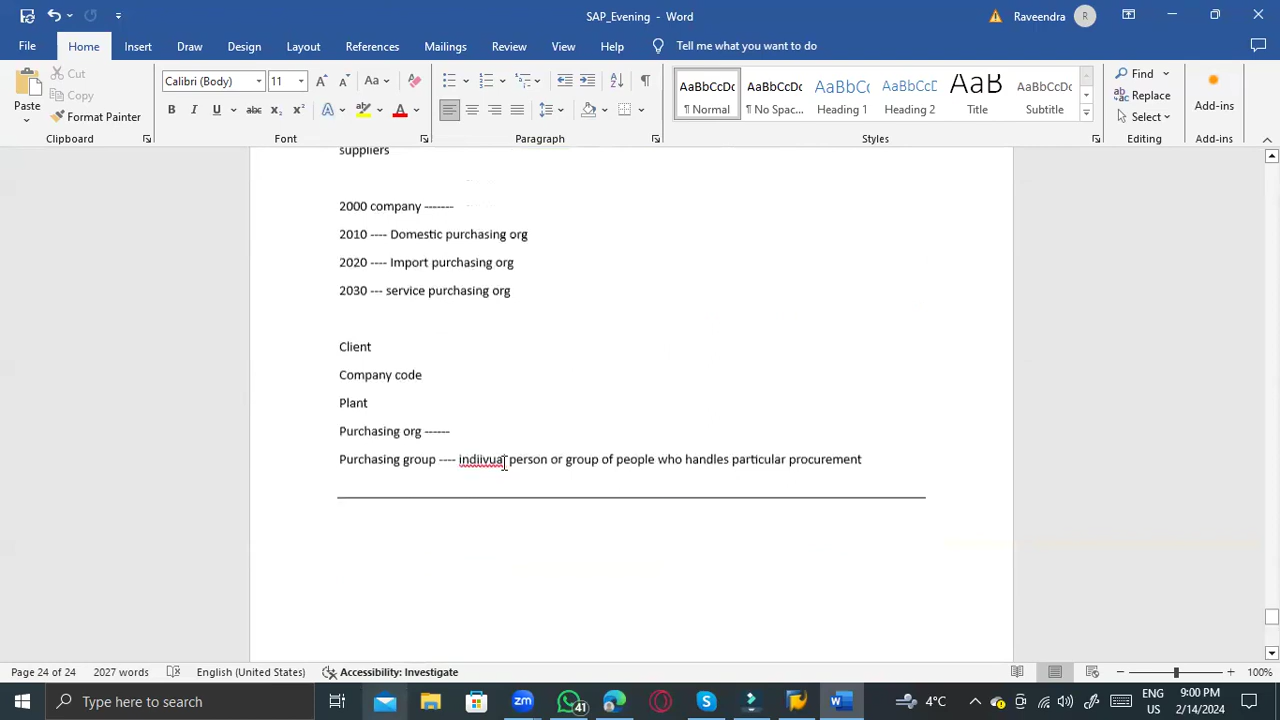 SAP_Evening - Word
Raveendra R
File Home Insert Draw Design Layout References Mailings Review View Help Tell me what you want to do
Paste
Cut
Copy
Format Painter
Clipboard
Calibri (Body) 11
Font
Paragraph
AaBbCcDc AaBbCcDc AaBbCc AaBbCcD AaB AaBbCcD
¶ Normal ¶ No Spac... Heading 1 Heading 2 Title Subtitle
Styles
Find
Replace
Select
Editing
Add-ins
Add-ins
suppliers
2000 company -------
2010 ---- Domestic purchasing org
2020 ---- Import purchasing org
2030 --- service purchasing org
Client
Company code
Plant
Purchasing org ------
Purchasing group ---- indiivual person or group of people who handles particular procurement
Page 24 of 24 2027 words English (United States) Accessibility: Investigate 100%
Type here to search
zm
41
4°C
ENG
US
9:00 PM
2/14/2024